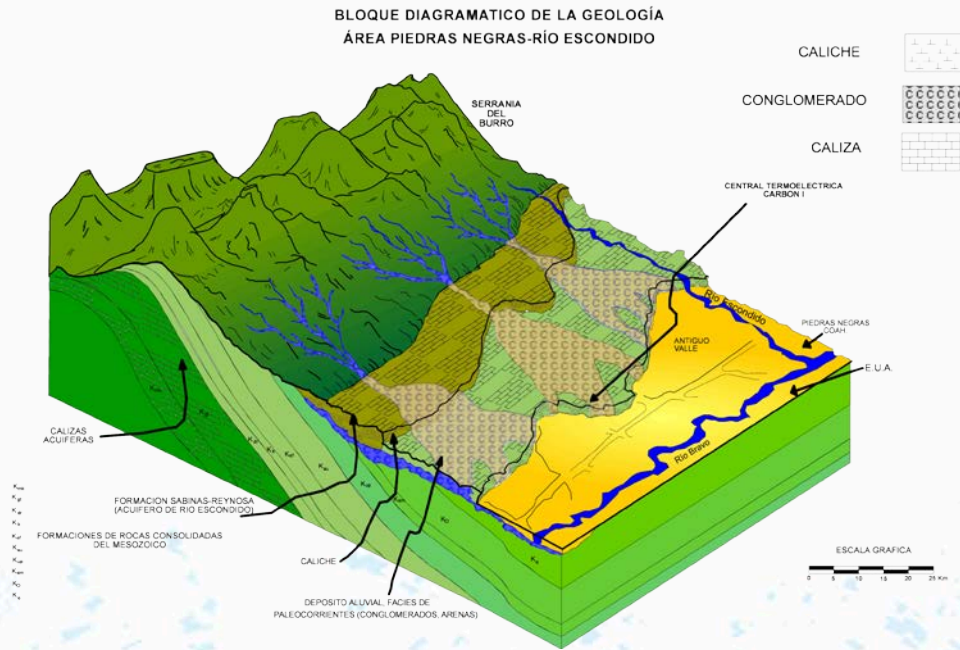 BLOQUE DIAGRAMATICO DE LA GEOLOGÍA
ÁREA PIEDRAS NEGRAS-RÍO ESCONDIDO
CALICHE
CONGLOMERADO
CALIZA
SERRANIA
DEL
BURRO
CENTRAL TERMOELECTRICA
CARBON I
Río Escondido
PIEDRAS NEGRAS
COAH
ANTIGUO
VALLE
E.U.A.
Río Bravo
CALIZAS
ACUIFERAS
FORMACION SABINAS-REYNOSA
(ACUIFERO DE RIO ESCONDIDO)
FORMACIONES DE ROCAS CONSOLIDADAS
DEL MESOZOICO
CALICHE
DEPOSITO ALUVIAL, FACIES DE
PALEOCORRIENTES (CONGLOMERADOS, ARENAS)
ESCALA GRAFICA
0 5 10 15 20 25 Km